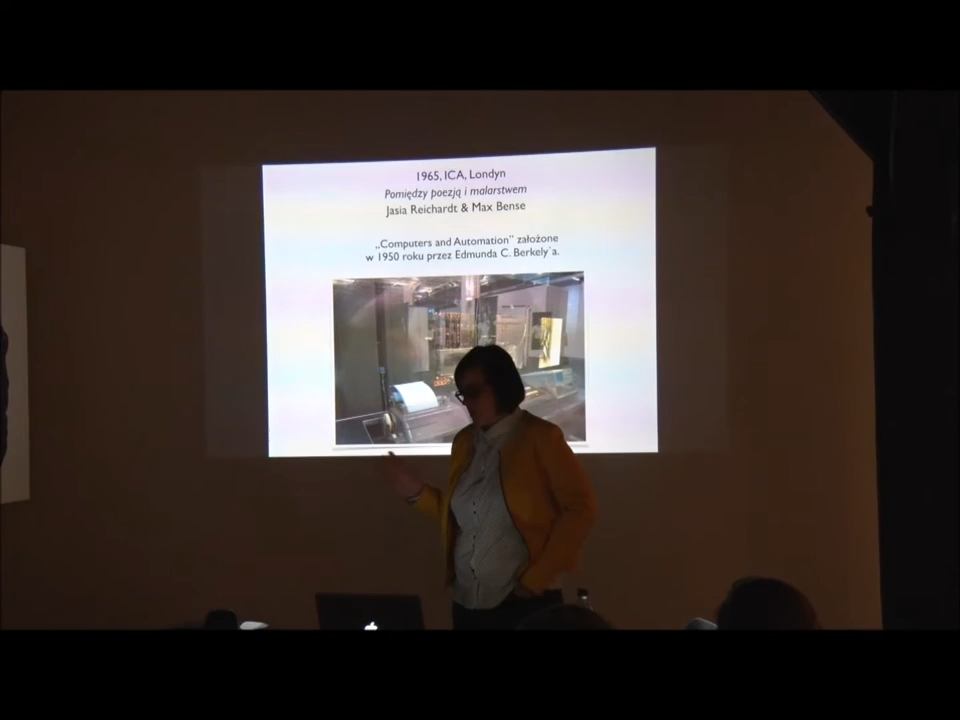 1965, ICA, Londyn
Pomiędzy poezją i malarstwem
Jasia Reichardt & Max Bense
„Computers and Automation” założone
w 1950 roku przez Edmunda C. Berkely`a.